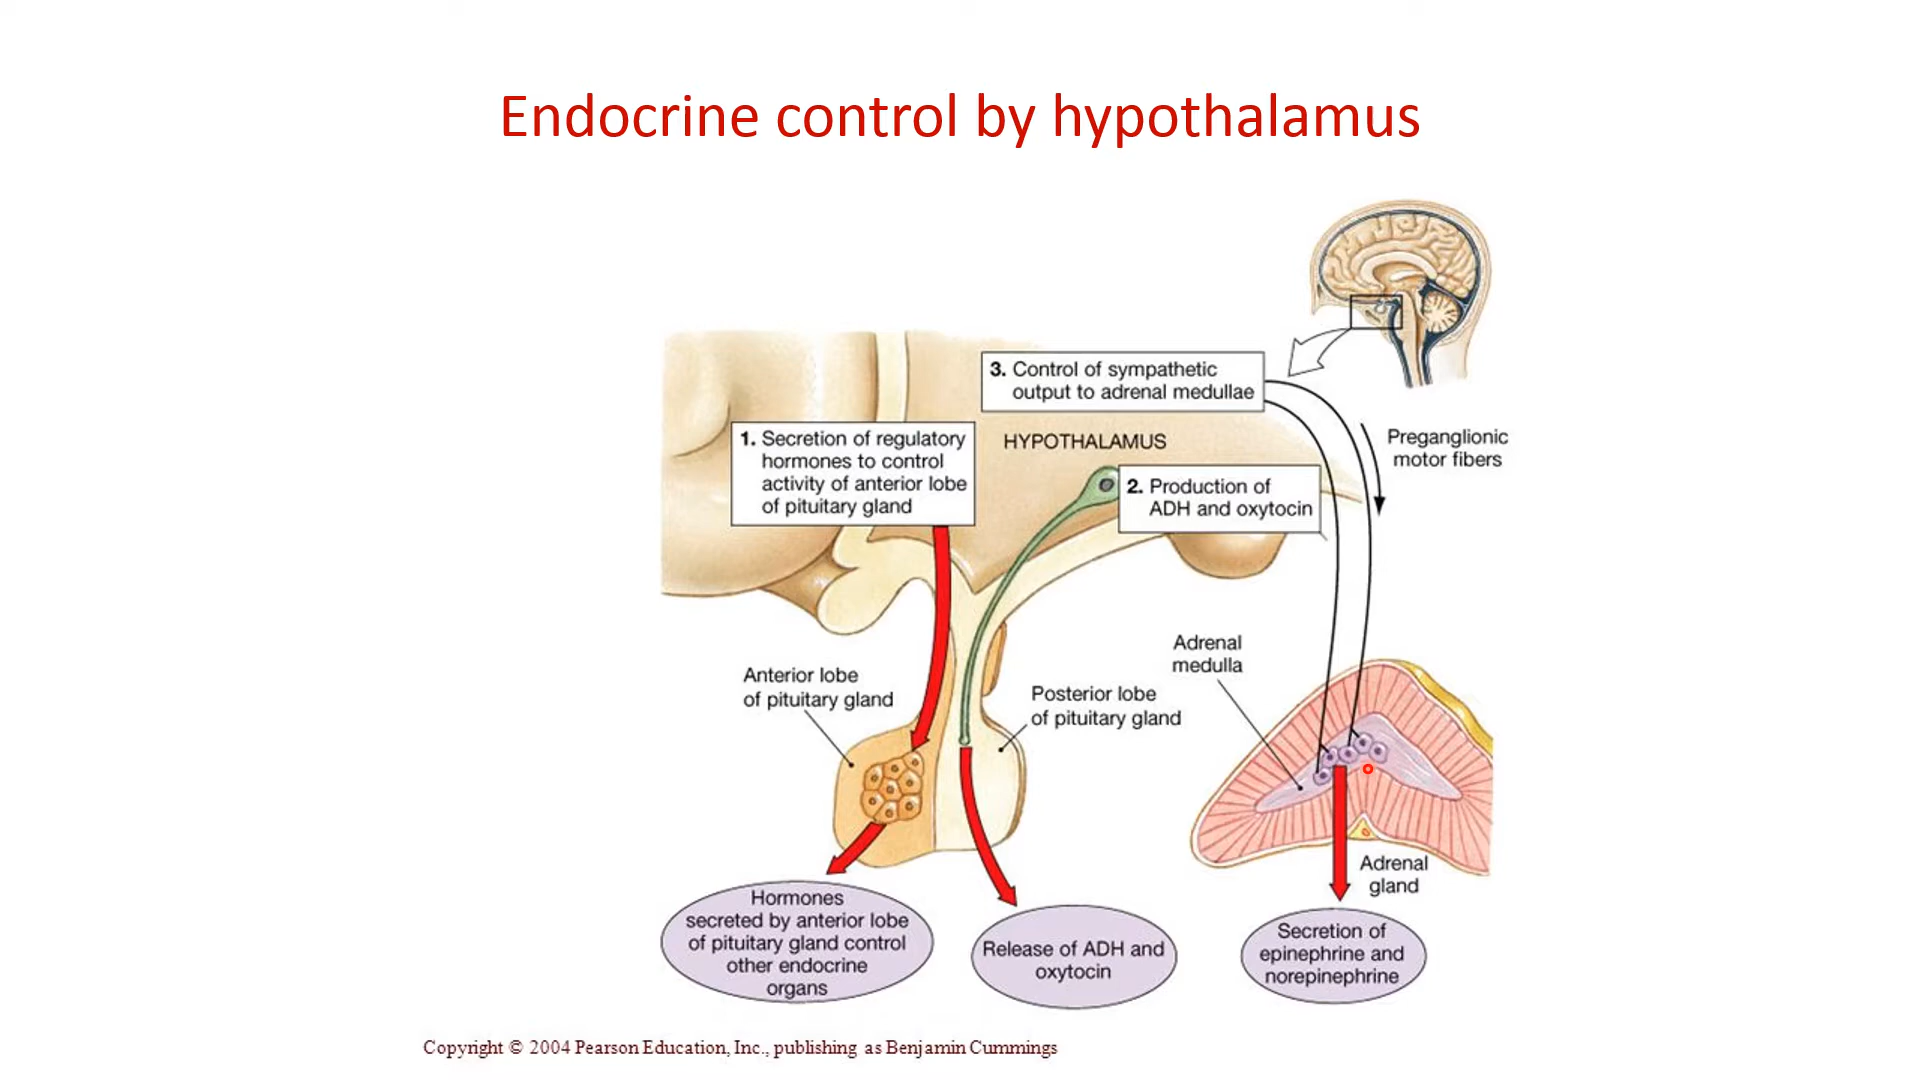 Endocrine control by hypothalamus
3. Control of sympathetic
output to adrenal medullae
1. Secretion of regulatory
hormones to control
activity of anterior lobe
of pituitary gland
HYPOTHALAMUS
2. Production of
ADH and oxytocin
Preganglionic
motor fibers
Anterior lobe
of pituitary gland
Posterior lobe
of pituitary gland
Adrenal
medulla
Adrenal
gland
Hormones
secreted by anterior lobe
of pituitary gland control
other endocrine
organs
Release of ADH and
oxytocin
Secretion of
epinephrine and
norepinephrine
Copyright © 2004 Pearson Education, Inc., publishing as Benjamin Cummings